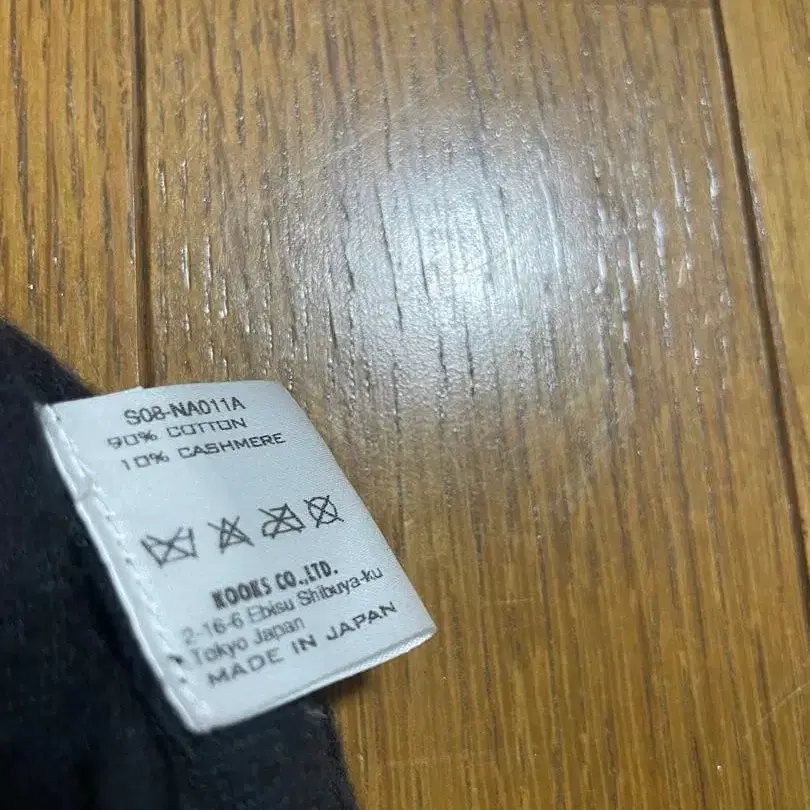 S08-NA011A
90% COTTON
10% CASHMERE
KOOKS CO.,LTD.
2-16-6 Ebisu Shibuya-ku
Tokyo Japan
MADE IN JAPAN